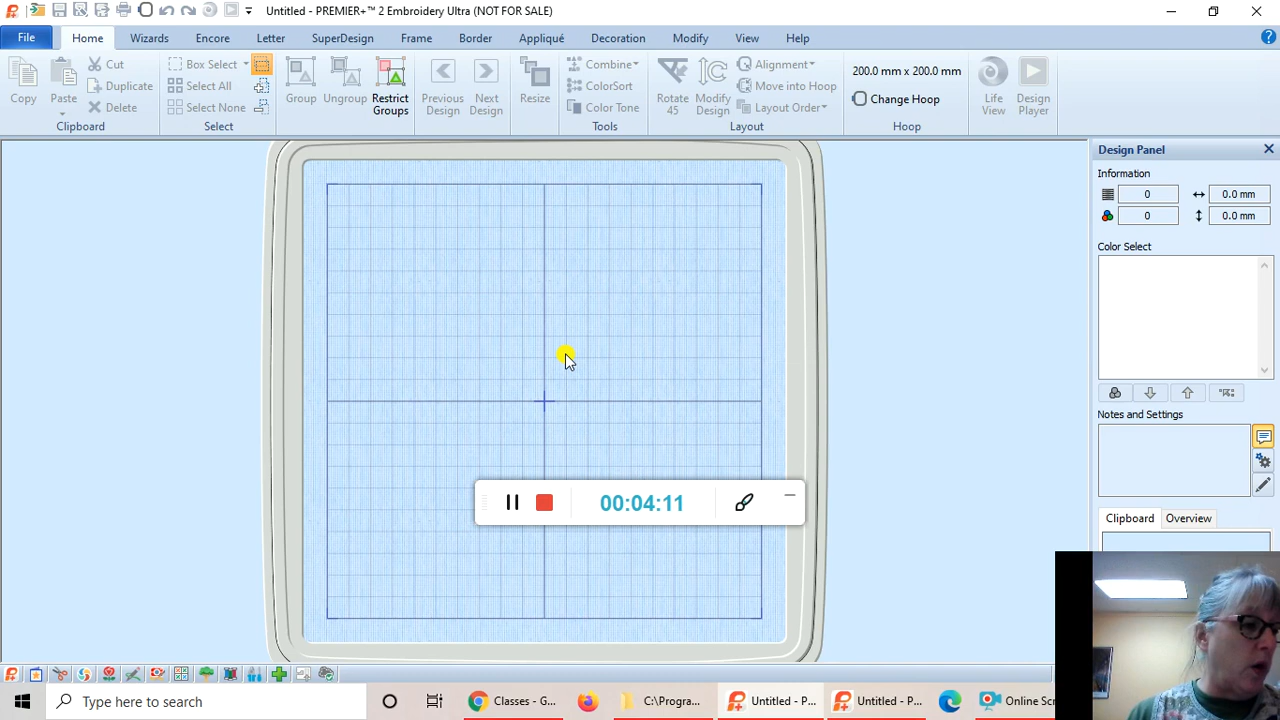 Untitled - PREMIER+™ 2 Embroidery Ultra (NOT FOR SALE)
File Home Wizards Encore Letter SuperDesign Frame Border Appliqué Decoration Modify View Help
Copy
Paste
Cut
Duplicate
Delete
Clipboard
Box Select
Select All
Select None
Select
Group
Ungroup
Restrict Groups
Previous Design
Next Design
Resize
Combine
ColorSort
Color Tone
Tools
Rotate 45
Modify Design
Alignment
Move into Hoop
Layout Order
Layout
200.0 mm x 200.0 mm
Change Hoop
Hoop
Life View
Design Player
Design Panel
Information
0 0.0 mm
0 0.0 mm
Color Select
Notes and Settings
Clipboard Overview
00:04:11
Type here to search
Classes - G...
C:\Progra...
Untitled - P...
Untitled - P...
Online Scr